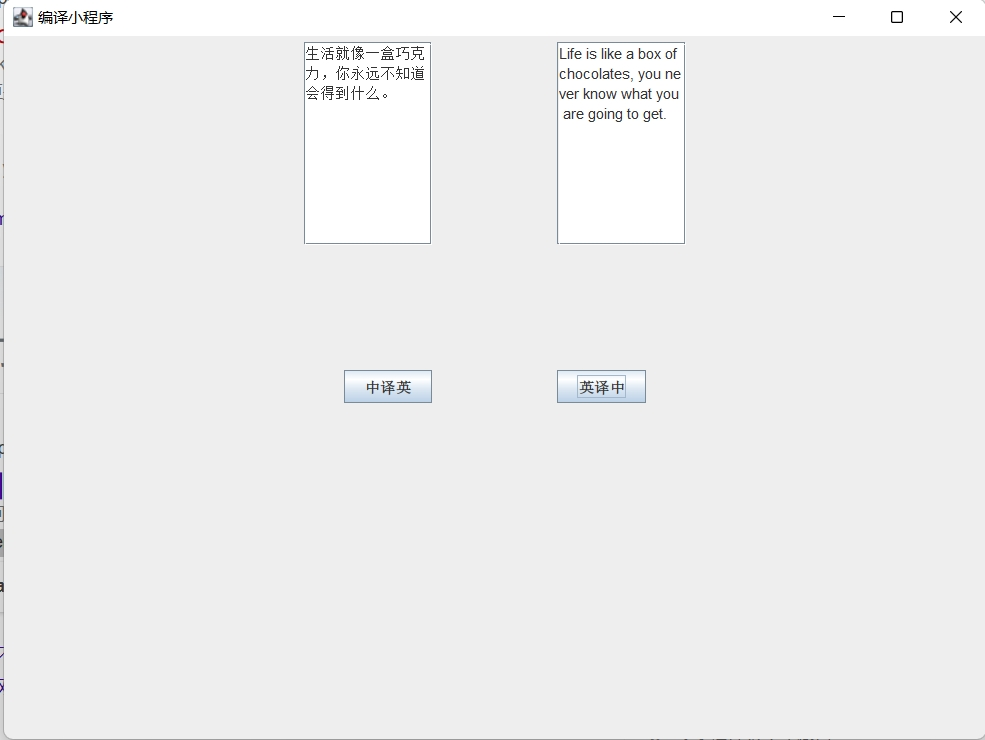 编译小程序
生活就像一盒巧克
力，你永远不知道
会得到什么。
Life is like a box of
chocolates, you ne
ver know what you
are going to get.
中译英
英译中